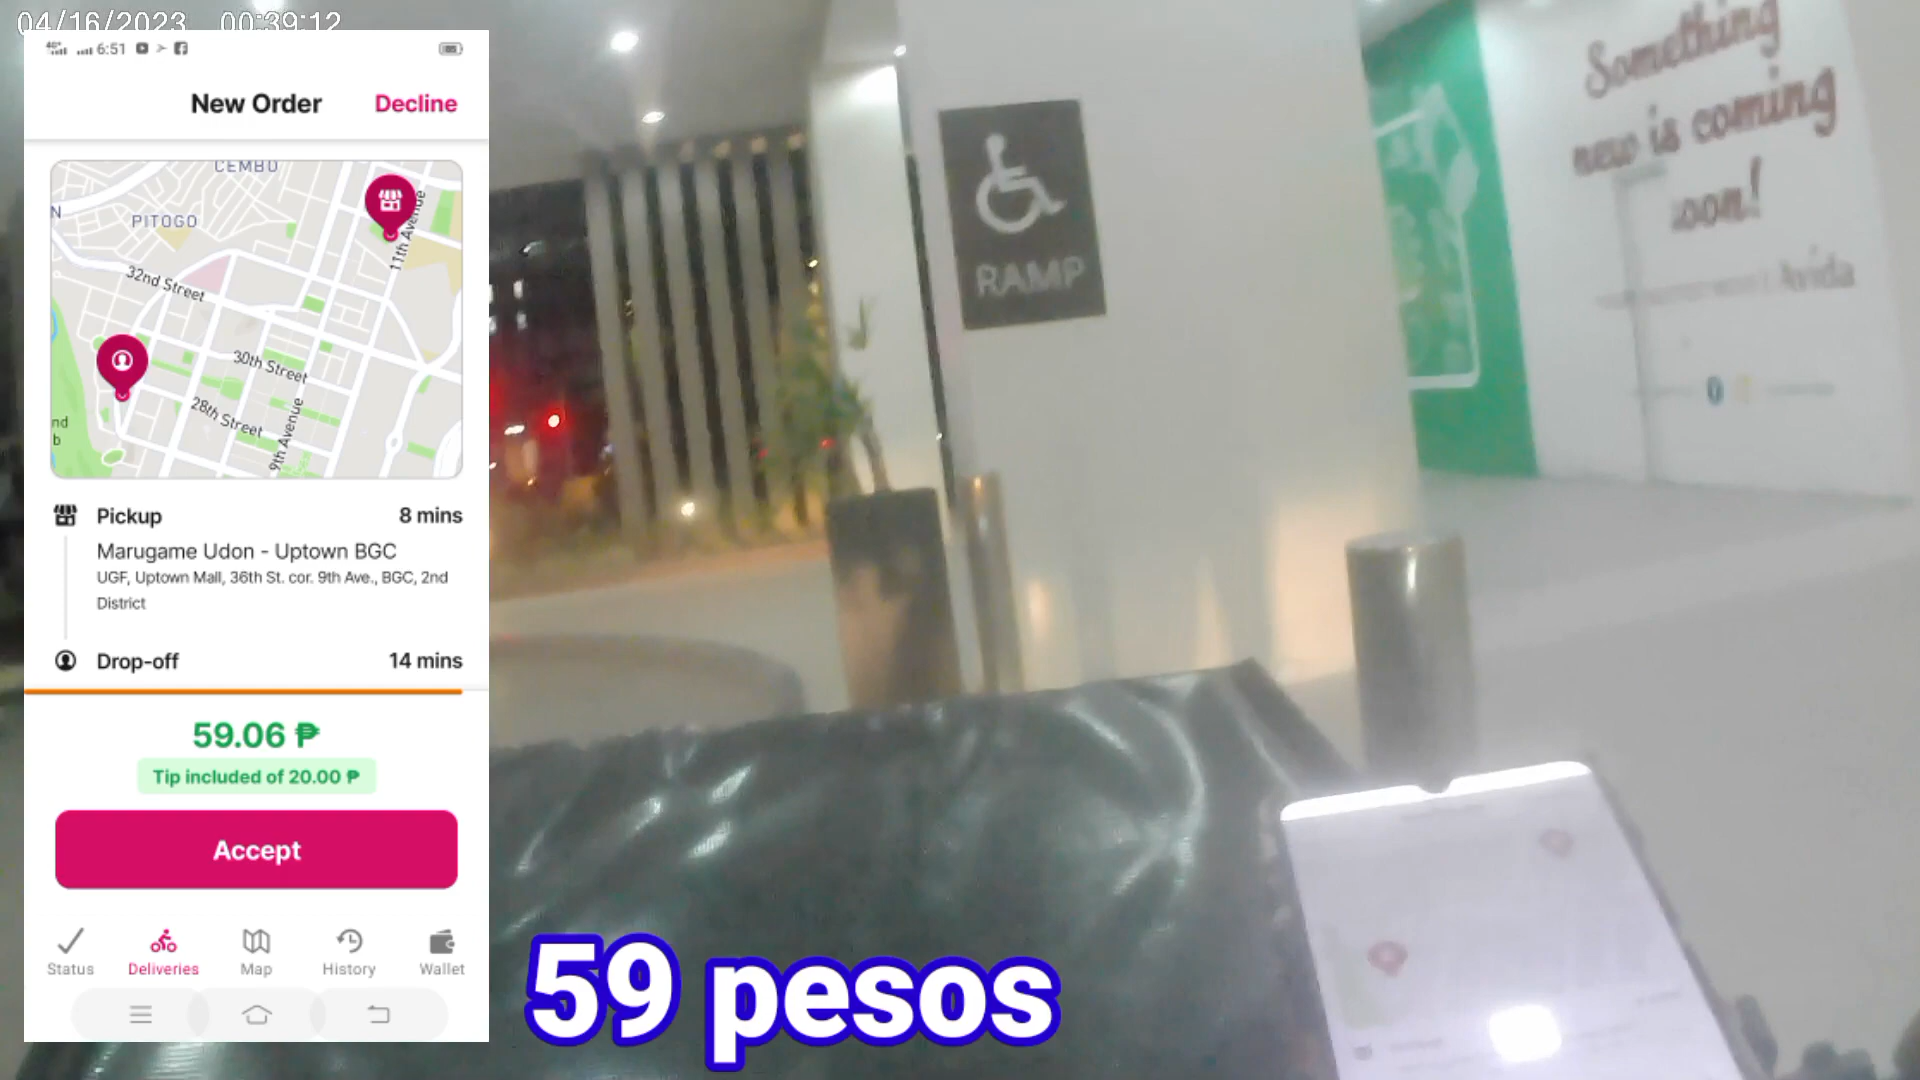 04/16/2023 00:39:12
4G+ 6:51
New Order
Decline
CEMBO
PITOGO
N
32nd Street
11th Avenue
30th Street
28th Street
9th Avenue
nd
b
Pickup
8 mins
Marugame Udon - Uptown BGC
UGF, Uptown Mall, 36th St. cor. 9th Ave., BGC, 2nd
District
Drop-off
14 mins
59.06 ₱
Tip included of 20.00 ₱
Accept
Status
Deliveries
Map
History
Wallet
59 pesos
RAMP
Something
new is coming
soon!
Avida